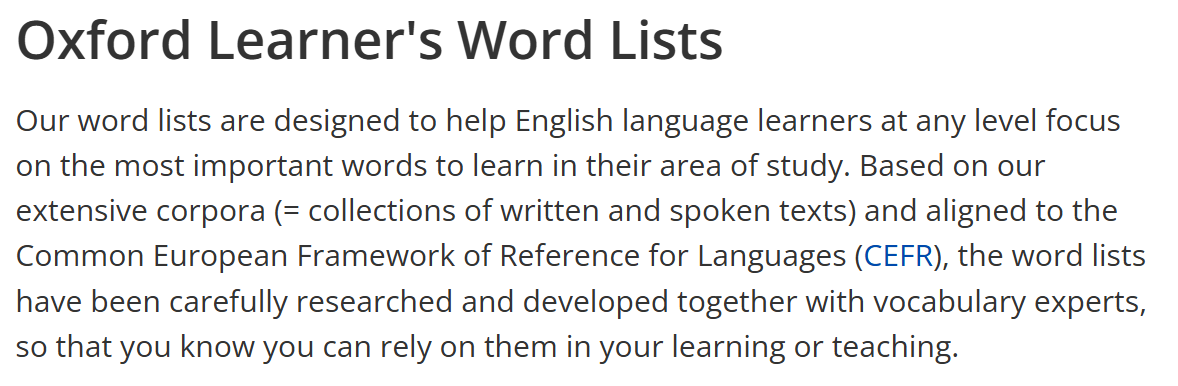 Oxford Learner's Word Lists
Our word lists are designed to help English language learners at any level focus
on the most important words to learn in their area of study. Based on our
extensive corpora (= collections of written and spoken texts) and aligned to the
Common European Framework of Reference for Languages (CEFR), the word lists
have been carefully researched and developed together with vocabulary experts,
so that you know you can rely on them in your learning or teaching.